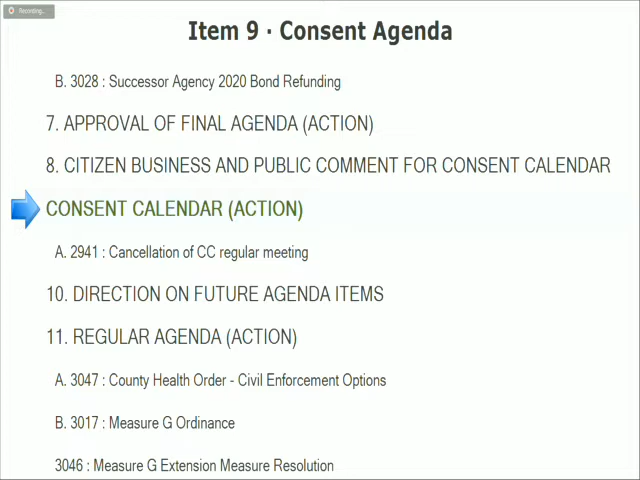 Recording...
Item 9 · Consent Agenda
B. 3028 : Successor Agency 2020 Bond Refunding
7. APPROVAL OF FINAL AGENDA (ACTION)
8. CITIZEN BUSINESS AND PUBLIC COMMENT FOR CONSENT CALENDAR
CONSENT CALENDAR (ACTION)
A. 2941 : Cancellation of CC regular meeting
10. DIRECTION ON FUTURE AGENDA ITEMS
11. REGULAR AGENDA (ACTION)
A. 3047 : County Health Order - Civil Enforcement Options
B. 3017 : Measure G Ordinance
3046 : Measure G Extension Measure Resolution